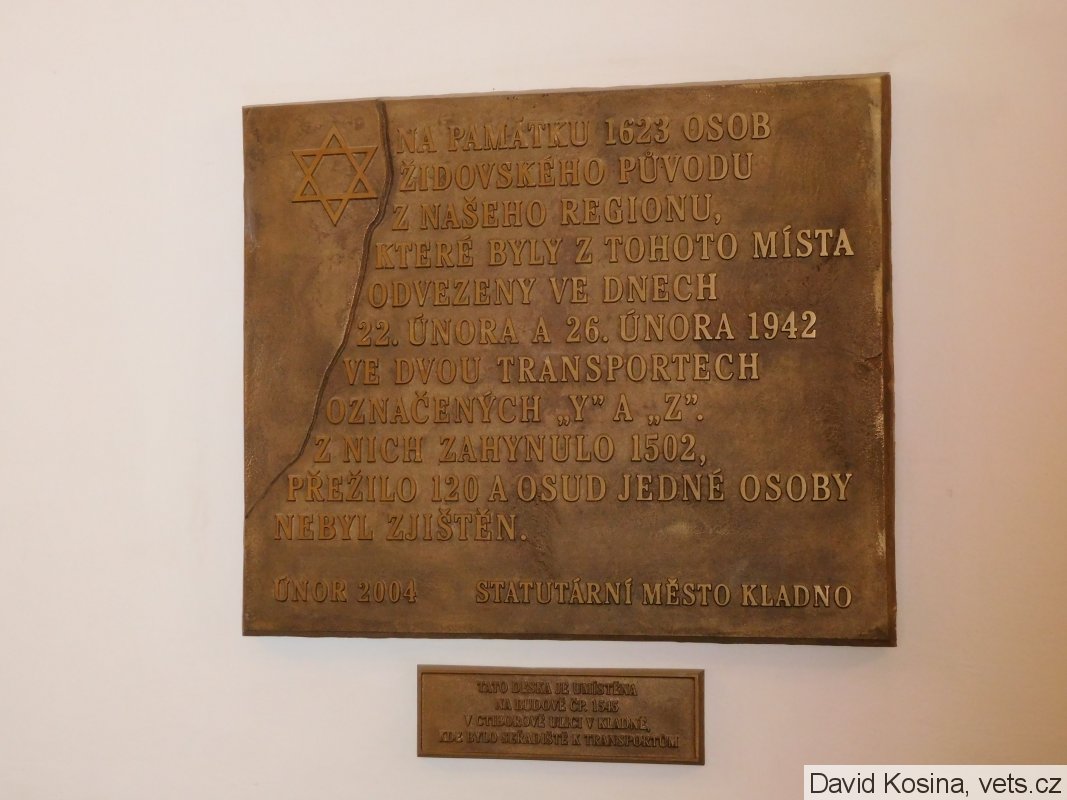 NA PAMÁTKU 1623 OSOB
ŽIDOVSKÉHO PŮVODU
Z NAŠEHO REGIONU,
KTERÉ BYLY Z TOHOTO MÍSTA
ODVEZENY VE DNECH
22. ÚNORA A 26. ÚNORA 1942
VE DVOU TRANSPORTECH
OZNAČENÝCH „Y” A „Z”.
Z NICH ZAHYNULO 1502,
PŘEŽILO 120 A OSUD JEDNÉ OSOBY
NEBYL ZJIŠTĚN.
ÚNOR 2004 STATUTÁRNÍ MĚSTO KLADNO
TATO DESKA JE UMÍSTĚNA
NA BUDOVĚ ČP. 1545
V CTIBOROVĚ ULICI V KLADNĚ,
KDE BYLO SEŘADIŠTĚ K TRANSPORTŮM
David Kosina, vets.cz